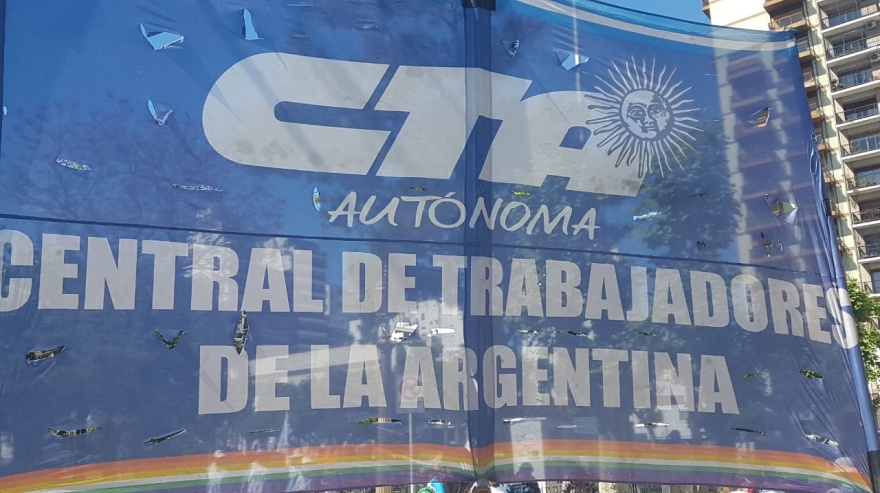 CTA
AUTÓNOMA
CENTRAL DE TRABAJADORES
DE LA ARGENTINA